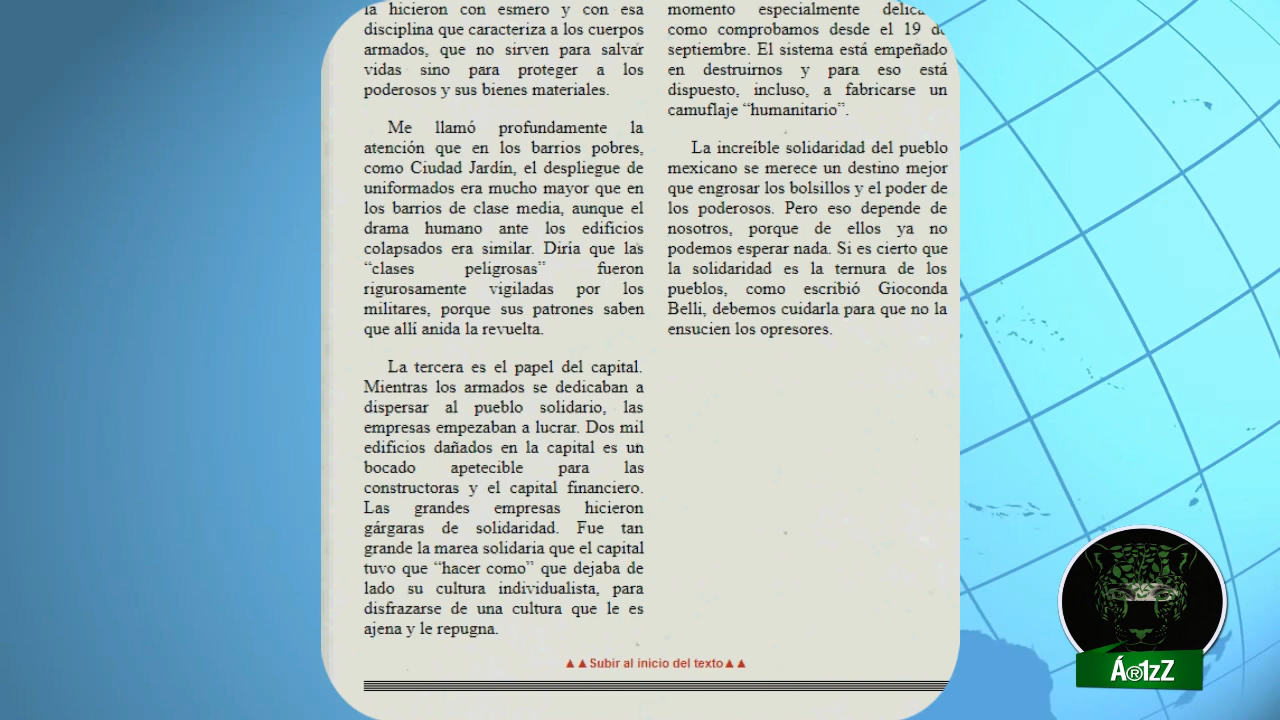 la hicieron con esmero y con esa
disciplina que caracteriza a los cuerpos
armados, que no sirven para salvar
vidas sino para proteger a los
poderosos y sus bienes materiales.
Me llamó profundamente la
atención que en los barrios pobres,
como Ciudad Jardín, el despliegue de
uniformados era mucho mayor que en
los barrios de clase media, aunque el
drama humano ante los edificios
colapsados era similar. Diría que las
“clases peligrosas” fueron
rigurosamente vigiladas por los
militares, porque sus patrones saben
que allí anida la revuelta.
La tercera es el papel del capital.
Mientras los armados se dedicaban a
dispersar al pueblo solidario, las
empresas empezaban a lucrar. Dos mil
edificios dañados en la capital es un
bocado apetecible para las
constructoras y el capital financiero.
Las grandes empresas hicieron
gárgaras de solidaridad. Fue tan
grande la marea solidaria que el capital
tuvo que “hacer como” que dejaba de
lado su cultura individualista, para
disfrazarse de una cultura que le es
ajena y le repugna.
momento especialmente
como comprobamos desde el 19 de
septiembre. El sistema está empeñado
en destruirnos y para eso está
dispuesto, incluso, a fabricarse un
camuflaje “humanitario”.
La increíble solidaridad del pueblo
mexicano se merece un destino mejor
que engrosar los bolsillos y el poder de
los poderosos. Pero eso depende de
nosotros, porque de ellos ya no
podemos esperar nada. Si es cierto que
la solidaridad es la ternura de los
pueblos, como escribió Gioconda
Belli, debemos cuidarla para que no la
ensucien los opresores.
▲▲Subir al inicio del texto▲▲
Á®1zZ